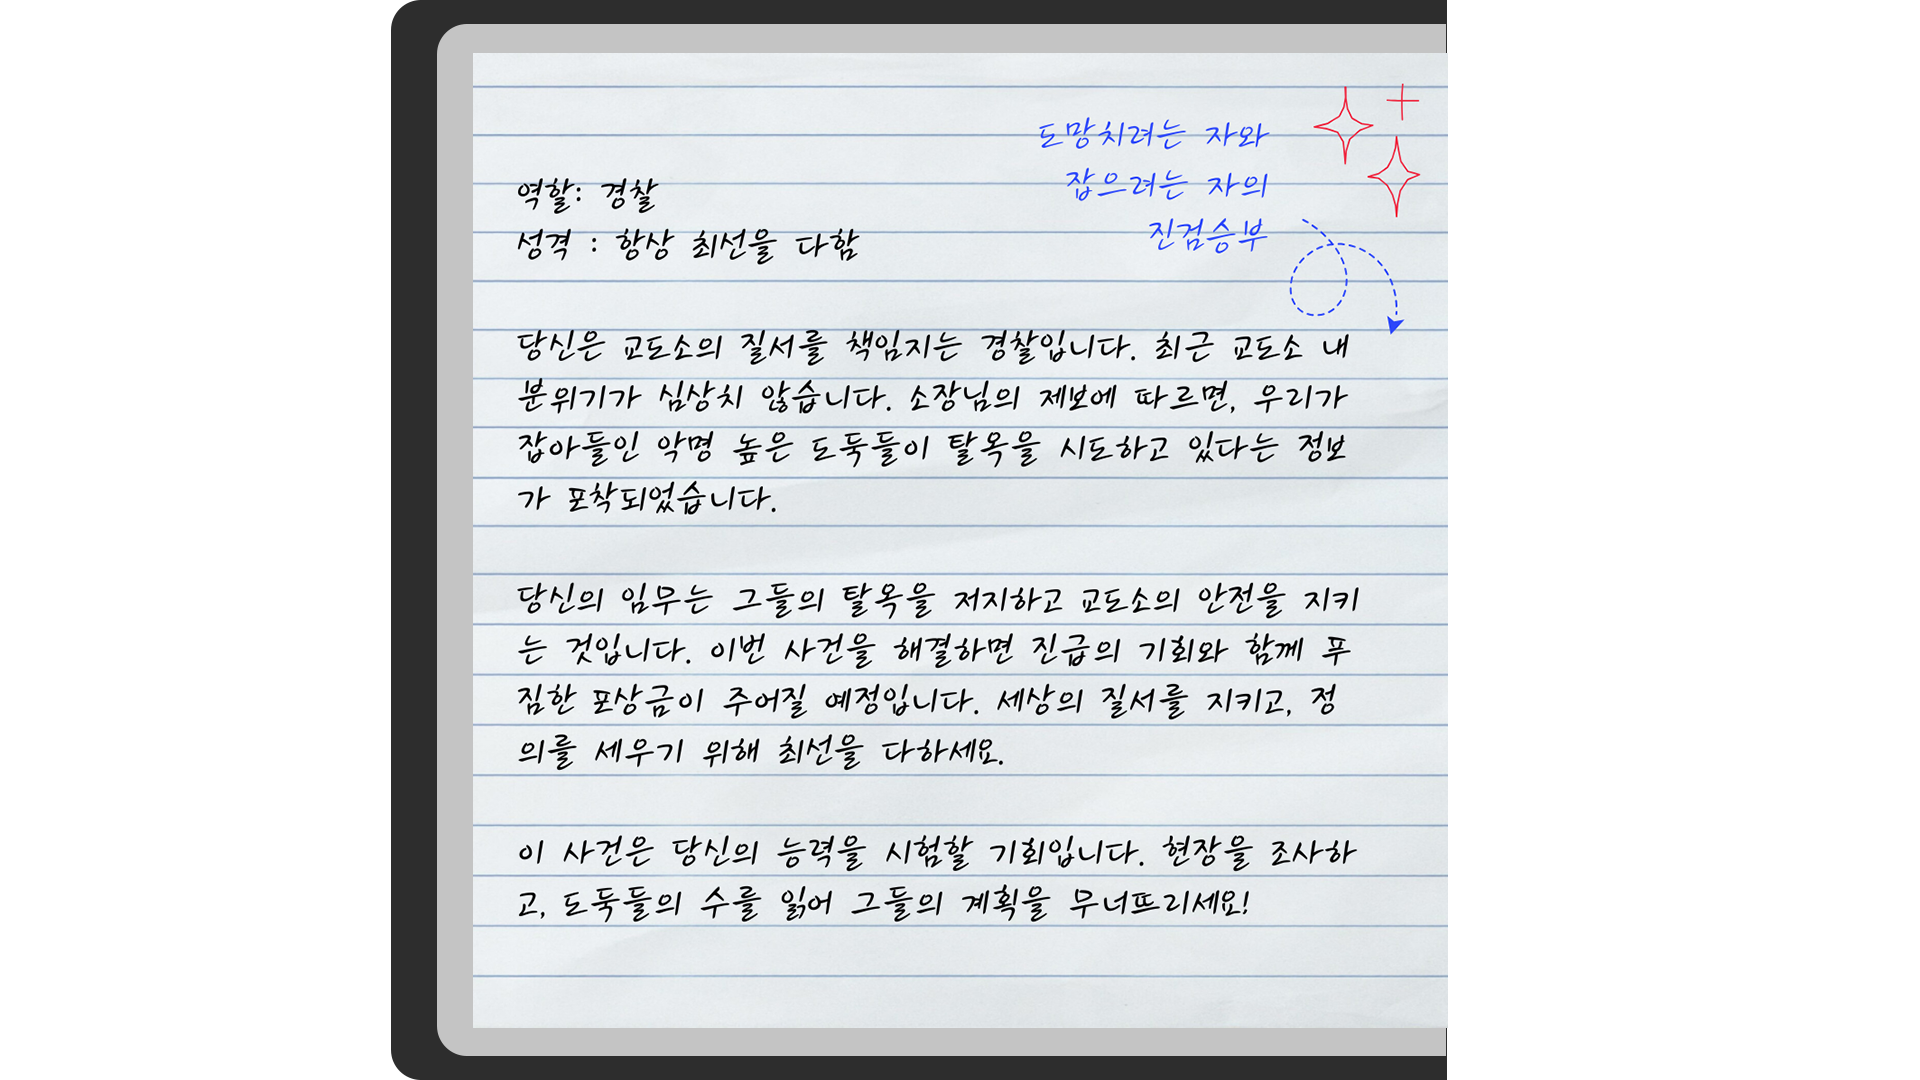 도망치려는 자와
잡으려는 자의
진검승부
역할: 경찰
성격 : 항상 최선을 다함
당신은 교도소의 질서를 책임지는 경찰입니다. 최근 교도소 내
분위기가 심상치 않습니다. 소장님의 제보에 따르면, 우리가
잡아들인 악명 높은 도둑들이 탈옥을 시도하고 있다는 정보
가 포착되었습니다.
당신의 임무는 그들의 탈옥을 저지하고 교도소의 안전을 지키
는 것입니다. 이번 사건을 해결하면 진급의 기회와 함께 푸
짐한 포상금이 주어질 예정입니다. 세상의 질서를 지키고, 정
의를 세우기 위해 최선을 다하세요.
이 사건은 당신의 능력을 시험할 기회입니다. 현장을 조사하
고, 도둑들의 수를 읽어 그들의 계획을 무너뜨리세요!